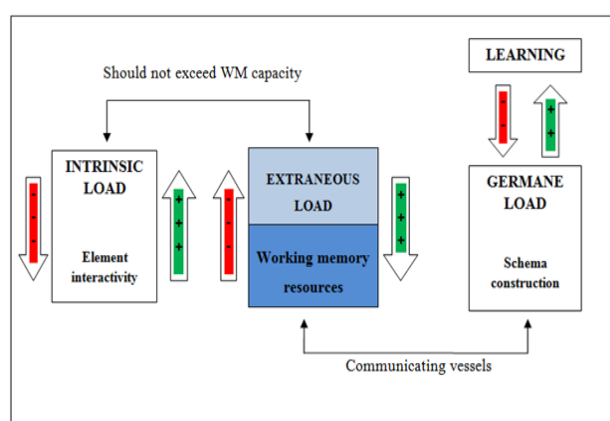 LEARNING
Should not exceed WM capacity
- -
+ +
INTRINSIC
LOAD
Element
interactivity
- - -
+ + +
EXTRANEOUS
LOAD
Working memory
resources
- - -
+ + +
GERMANE
LOAD
Schema
construction
Communicating vessels